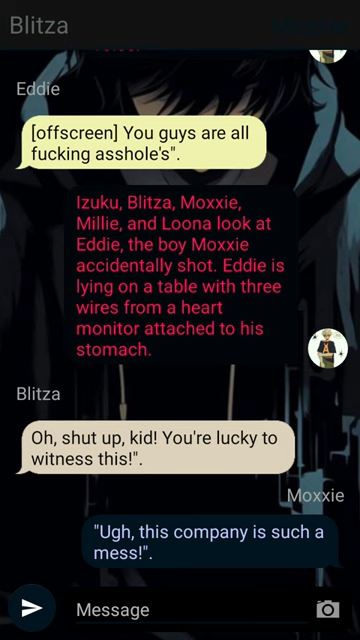 Blitza
Eddie
[offscreen] You guys are all
fucking asshole's".
Izuku, Blitza, Moxxie,
Millie, and Loona look at
Eddie, the boy Moxxie
accidentally shot. Eddie is
lying on a table with three
wires from a heart
monitor attached to his
stomach.
Blitza
Oh, shut up, kid! You're lucky to
witness this!".
Moxxie
"Ugh, this company is such a
mess!".
Message